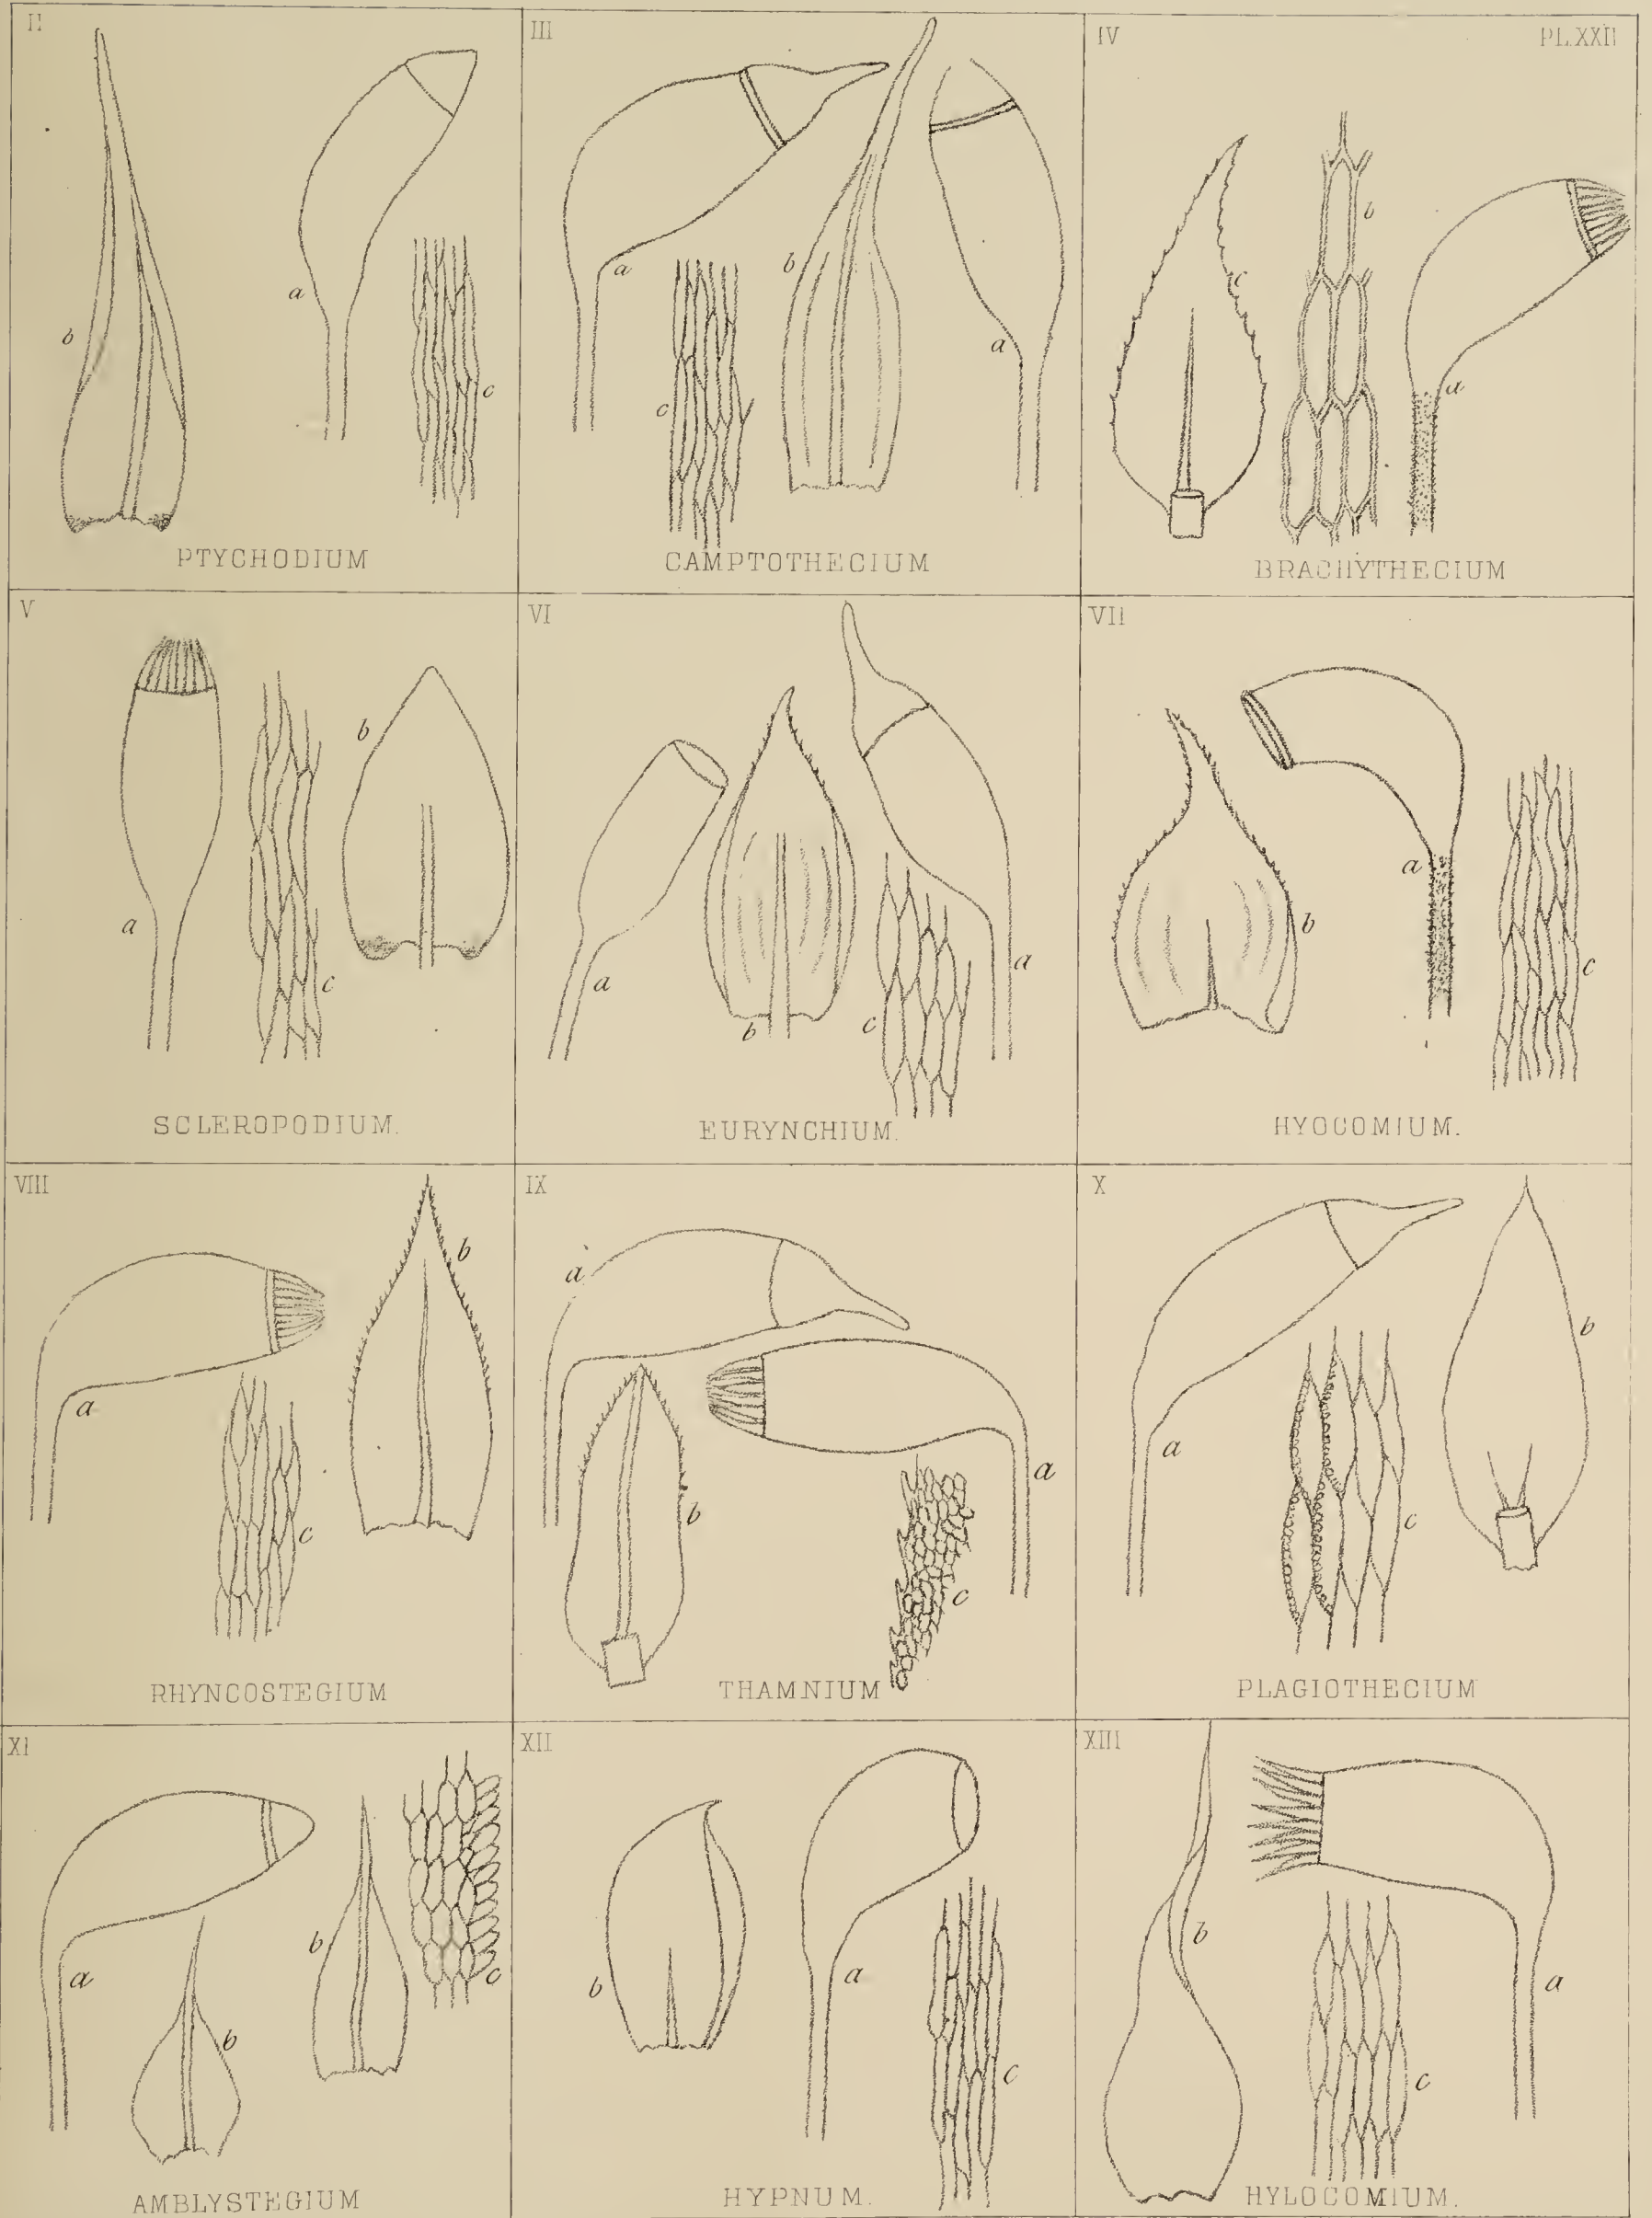 II
b
a
c
PTYCHODIUM
III
a
b
c
a
CAMPTOTHECIUM
IV
PL.XXII
c
b
a
BRACHYTHECIUM
V
a
b
c
SCLEROPODIUM.
VI
a
b
c
a
EURYNCHIUM.
VII
a
b
c
HYOCOMIUM.
VIII
b
a
c
RHYNCOSTEGIUM
IX
a
a
b
c
THAMNIUM
X
b
a
c
PLAGIOTHECIUM
XI
b
a
c
b
AMBLYSTEGIUM
XII
b
a
c
HYPNUM.
XIII
b
a
c
HYLOCOMIUM.